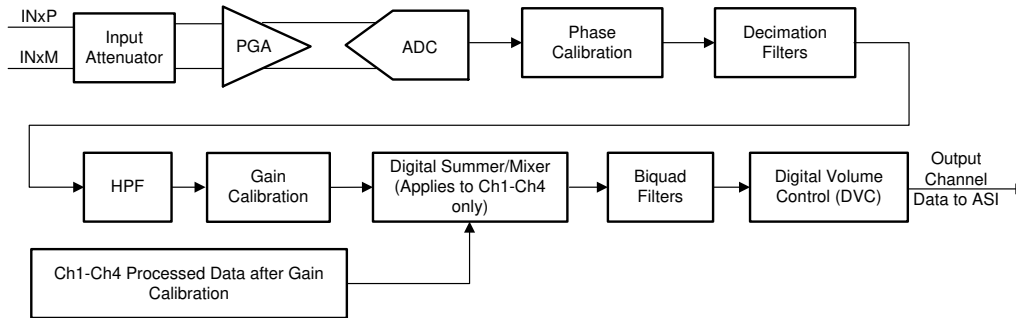 INxP
INxM
Input
Attenuator
PGA
ADC
Phase
Calibration
Decimation
Filters
HPF
Gain
Calibration
Digital Summer/Mixer
(Applies to Ch1-Ch4
only)
Biquad
Filters
Digital Volume
Control (DVC)
Output
Channel
Data to ASI
Ch1-Ch4 Processed Data after Gain
Calibration